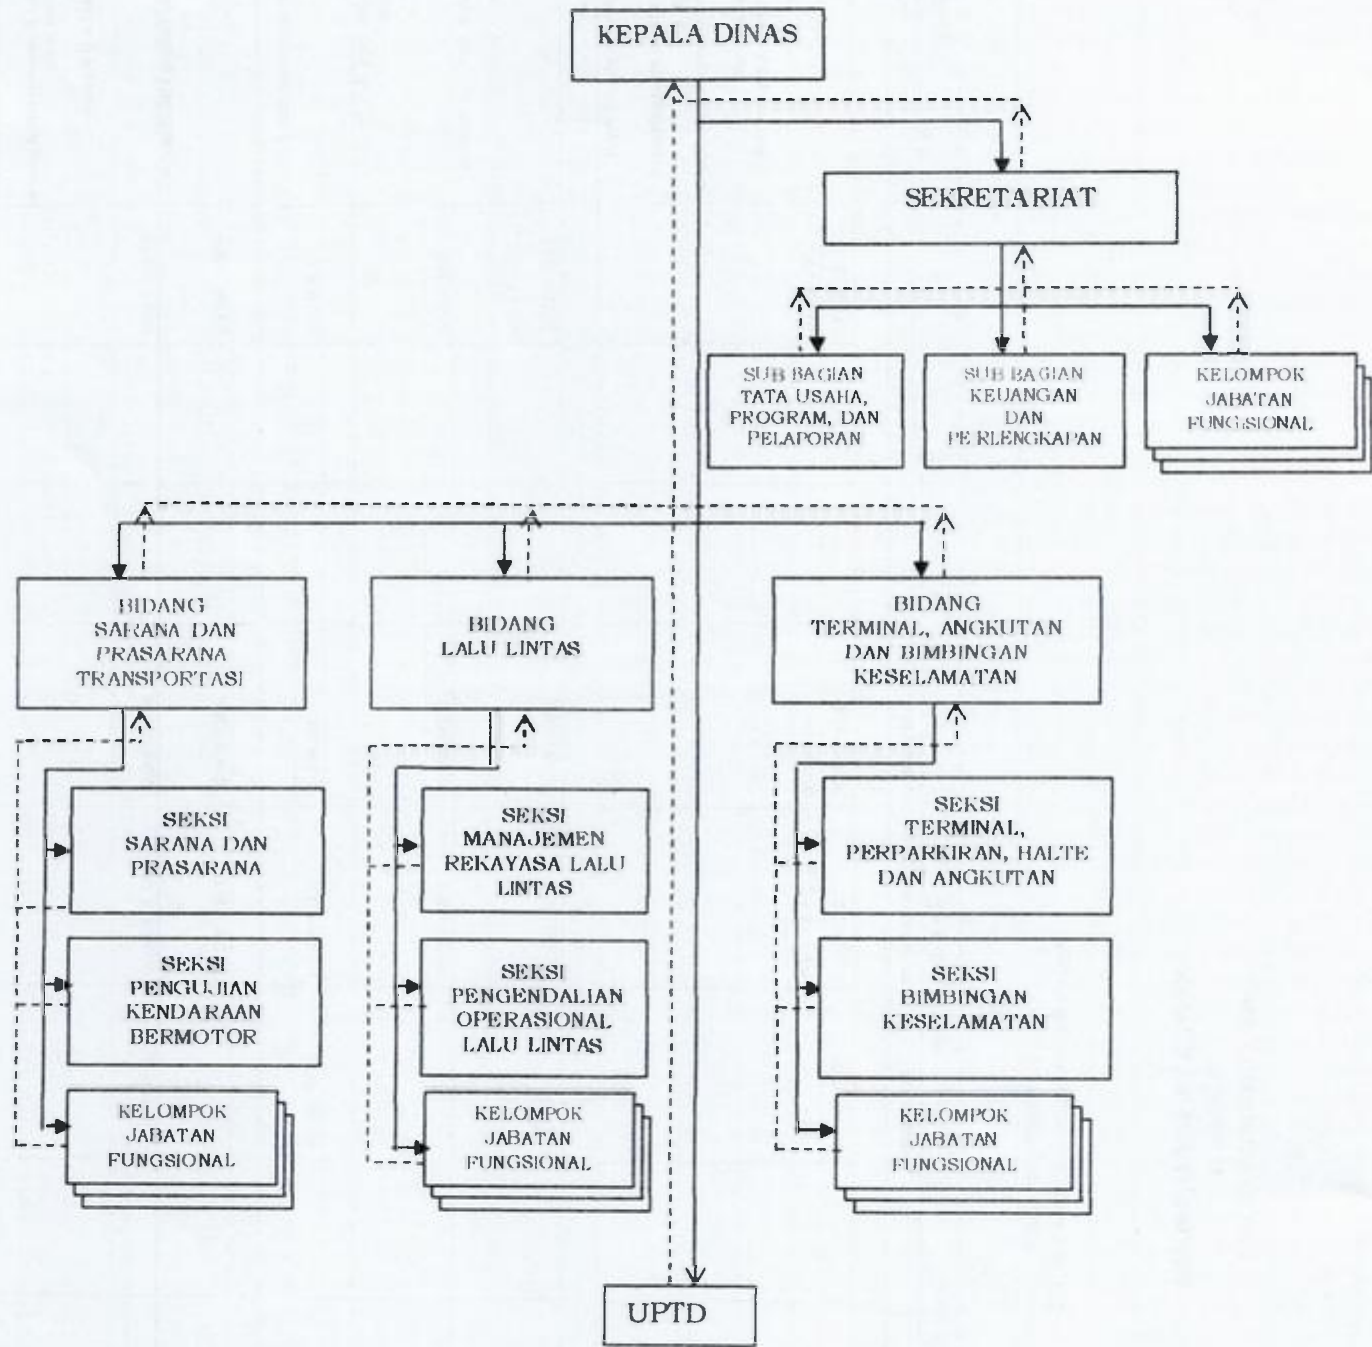 KEPALA DINAS
SEKRETARIAT
SUB BAGIAN
TATA USAHA,
PROGRAM, DAN
PELAPORAN
SUB BAGIAN
KEUANGAN
DAN
PERLENGKAPAN
KELOMPOK
JABATAN
FUNGSIONAL
BIDANG
SARANA DAN
PRASARANA
TRANSPORTASI
BIDANG
LALU LINTAS
BIDANG
TERMINAL, ANGKUTAN
DAN BIMBINGAN
KESELAMATAN
SEKSI
SARANA DAN
PRASARANA
SEKSI
MANAJEMEN
REKAYASA LALU
LINTAS
SEKSI
TERMINAL,
PERPARKIRAN, HALTE
DAN ANGKUTAN
SEKSI
PENGUJIAN
KENDARAAN
BERMOTOR
SEKSI
PENGENDALIAN
OPERASIONAL
LALU LINTAS
SEKSI
BIMBINGAN
KESELAMATAN
KELOMPOK
JABATAN
FUNGSIONAL
KELOMPOK
JABATAN
FUNGSIONAL
KELOMPOK
JABATAN
FUNGSIONAL
UPTD